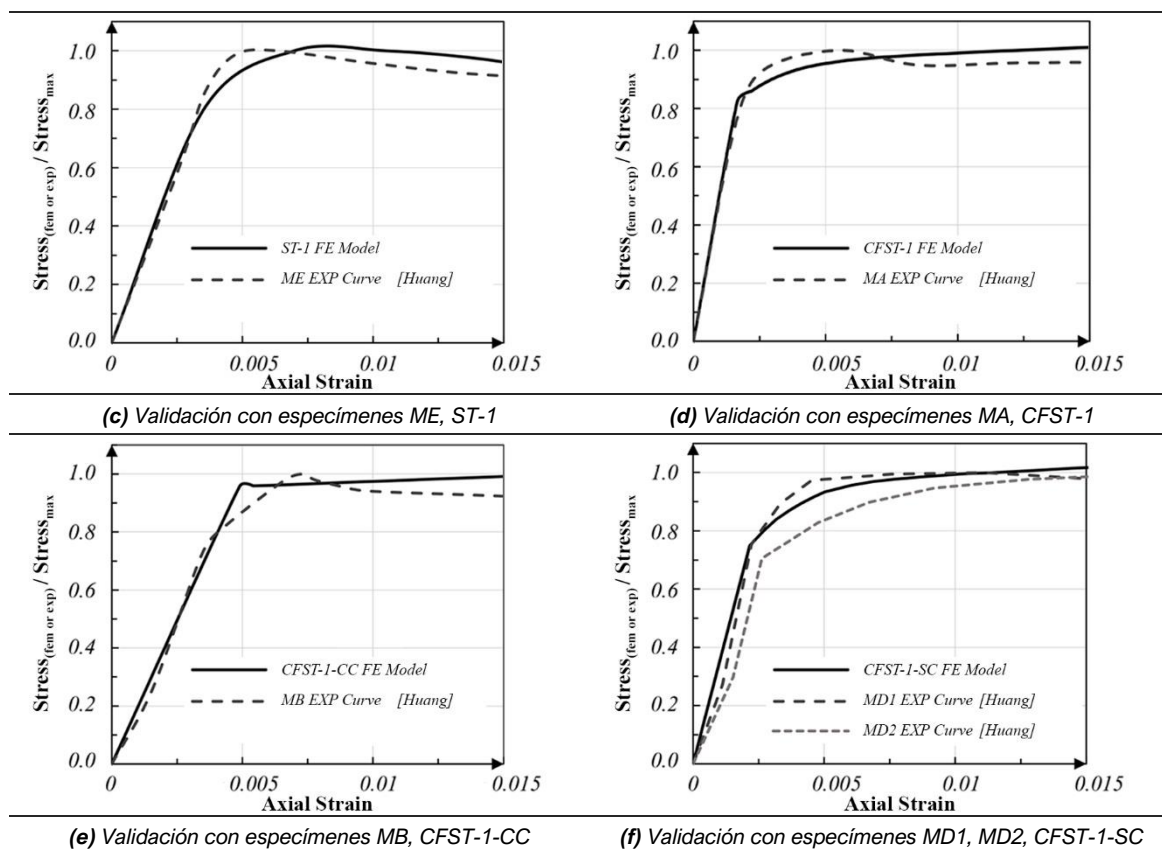 Stress(fem or exp) / Stressmax
1.0
0.8
0.6
0.4
0.2
0.0
ST-1 FE Model
ME EXP Curve [Huang]
0
0.005
0.01
0.015
Axial Strain
(c) Validación con especímenes ME, ST-1
Stress(fem or exp) / Stressmax
1.0
0.8
0.6
0.4
0.2
0.0
CFST-1 FE Model
MA EXP Curve [Huang]
0
0.005
0.01
0.015
Axial Strain
(d) Validación con especímenes MA, CFST-1
Stress(fem or exp) / Stressmax
1.0
0.8
0.6
0.4
0.2
0.0
CFST-1-CC FE Model
MB EXP Curve [Huang]
0
0.005
0.01
0.015
Axial Strain
(e) Validación con especímenes MB, CFST-1-CC
Stress(fem or exp) / Stressmax
1.0
0.8
0.6
0.4
0.2
0.0
CFST-1-SC FE Model
MD1 EXP Curve [Huang]
MD2 EXP Curve [Huang]
0
0.005
0.01
0.015
Axial Strain
(f) Validación con especímenes MD1, MD2, CFST-1-SC